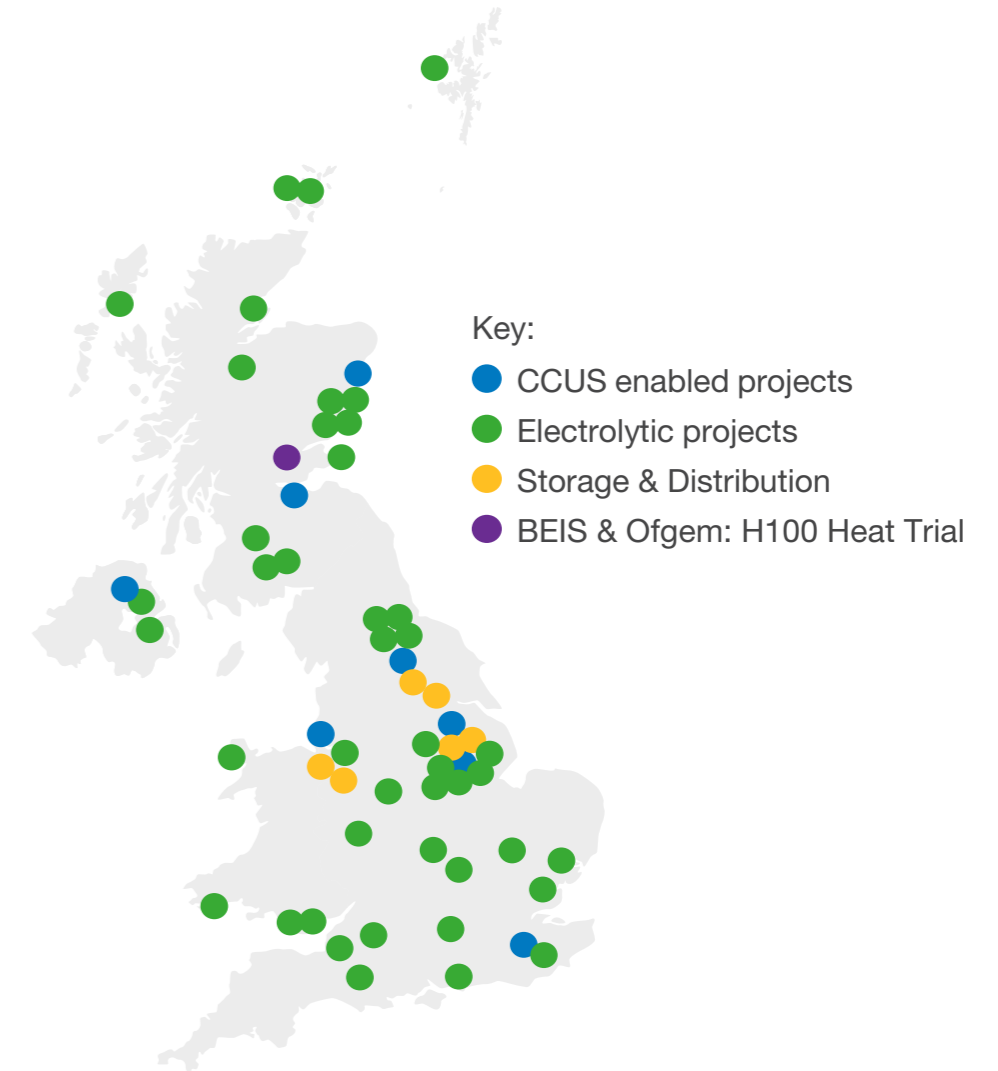 Key:
CCUS enabled projects
Electrolytic projects
Storage & Distribution
BEIS & Ofgem: H100 Heat Trial